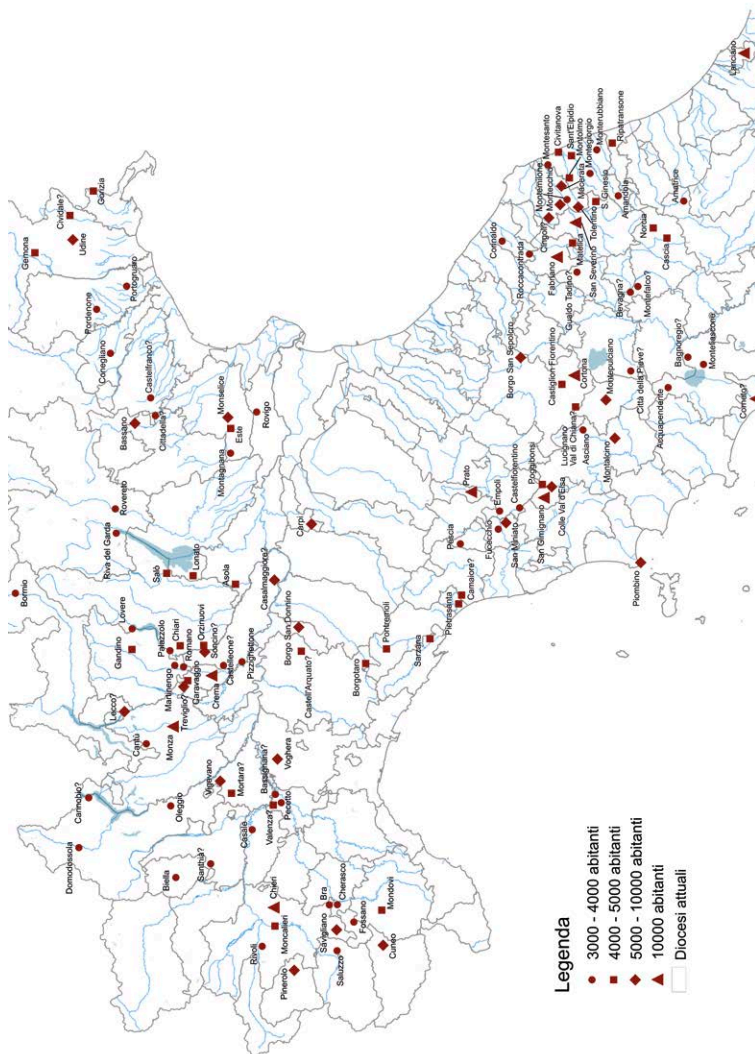 Domodossola
Cannobio?
Oleggio
Biella
Santhià?
Casale
Rivoli
Chieri
Moncalieri
Pinerolo
Bra
Cherasco
Savigliano
Fossano
Saluzzo
Mondovì
Cuneo
Vigevano
Mortara?
Valenza?
Bassignana?
Pecetto
Voghera
Cantù
Lecco?
Monza
Bormio
Lovere
Gandino
Palazzolo
Chiari
Martinengo
Romano
Treviglio?
Caravaggio
Orzinuovi
Soncino?
Crema
Castelleone?
Pizzighettone
Riva del Garda
Rovereto
Salò
Lonato
Asola
Casalmaggiore?
Borgo San Donnino
Castell'Arquato?
Borgotaro
Pontremoli
Sarzana
Carpi
Gemona
Cividale?
Udine
Gorizia
Pordenone
Portogruaro
Conegliano
Castelfranco?
Bassano
Cittadella?
Monselice
Este
Montagnana
Rovigo
Pietrasanta
Camaiore?
Pescia
Prato
Fucecchio
Empoli
San Miniato
Castelfiorentino
San Gimignano
Poggibonsi
Colle Val d'Elsa
Piombino
Borgo San Sepolcro
Castiglion Fiorentino
Cortona
Lucignano
Val di Chiana?
Asciano
Montepulciano
Montalcino
Città della Pieve?
Acquapendente
Bagnoregio?
Montefiascone
Corneto?
Corinaldo
Roccacontrada
Fabriano
Matelica
Gualdo Tadino?
Cingoli?
Montecchio
Montemilone
Montesanto
Civitanova
Sant'Elpidio
Montolmo
Macerata
Montegiorgio
Monterubbiano
Ripatransone
Tolentino
San Severino
S. Ginesio
Amandola
Bevagna?
Montefalco?
Norcia
Cascia
Amatrice
Lanciano
Legenda
3000 - 4000 abitanti
4000 - 5000 abitanti
5000 - 10000 abitanti
10000 abitanti
Diocesi attuali